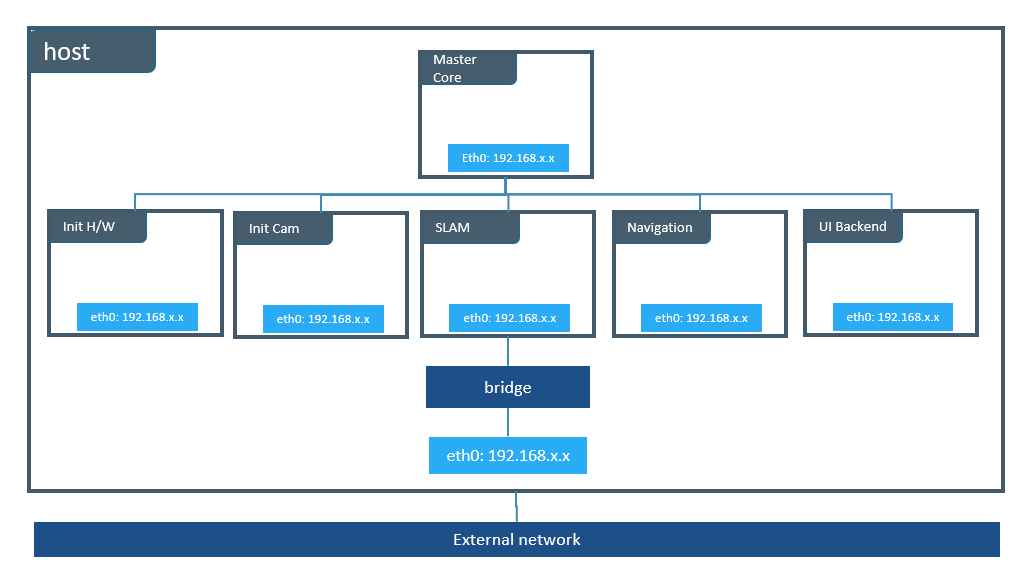 host
Master
Core
Eth0: 192.168.x.x
Init H/W
Init Cam
SLAM
Navigation
UI Backend
eth0: 192.168.x.x
eth0: 192.168.x.x
eth0: 192.168.x.x
eth0: 192.168.x.x
eth0: 192.168.x.x
bridge
eth0: 192.168.x.x
External network